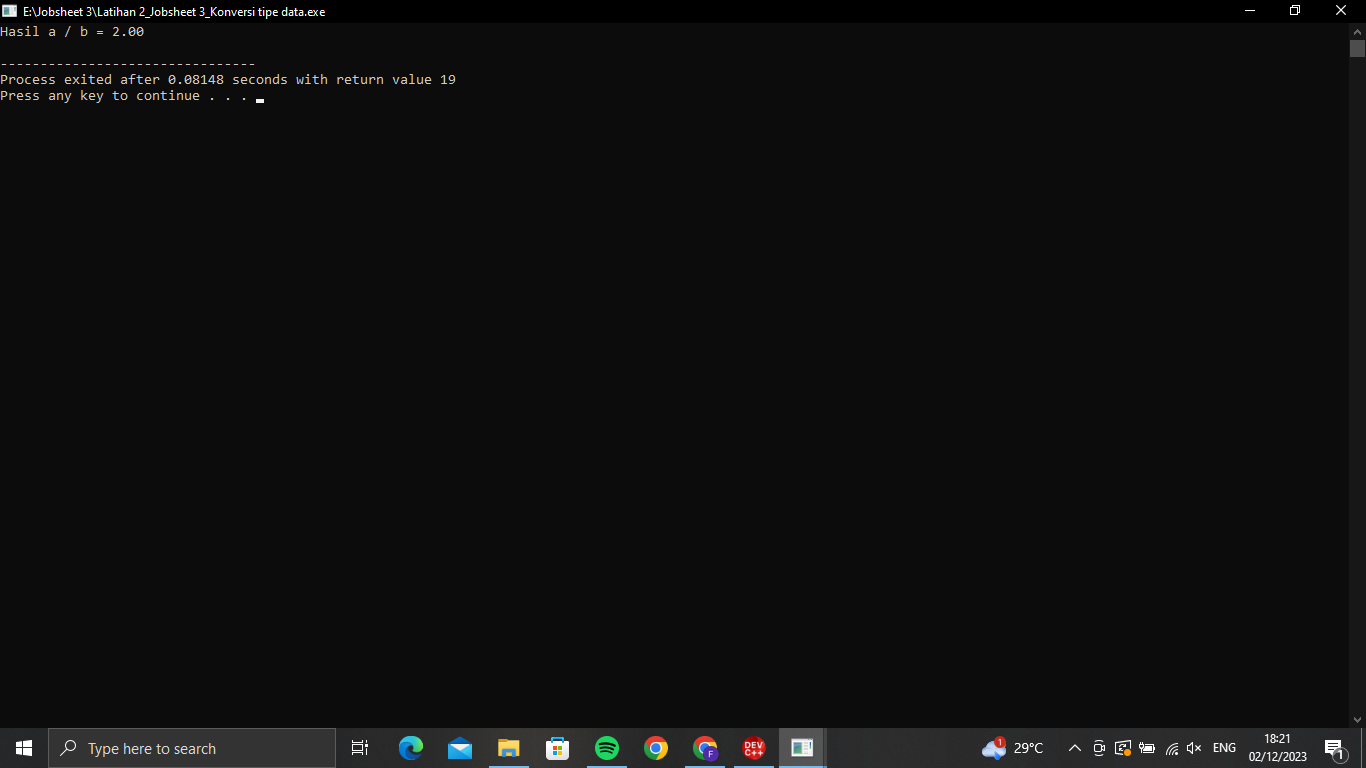 E:\Jobsheet 3\Latihan 2_Jobsheet 3_Konversi tipe data.exe
Hasil a / b = 2.00
--------------------------------
Process exited after 0.08148 seconds with return value 19
Press any key to continue . . .
Type here to search
F
DEV
C++
1
29°C
ENG
18:21
02/12/2023
1